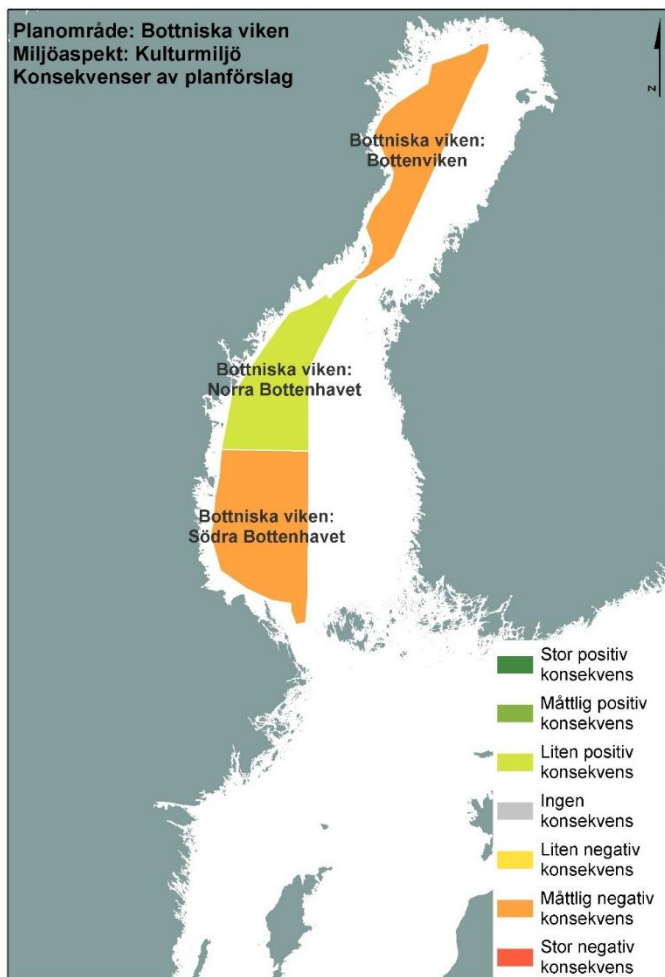 Planområde: Bottniska viken
Miljöaspekt: Kulturmiljö
Konsekvenser av planförslag
z
Bottniska viken:
Bottenviken
Bottniska viken:
Norra Bottenhavet
Bottniska viken:
Södra Bottenhavet
Stor positiv
konsekvens
Måttlig positiv
konsekvens
Liten positiv
konsekvens
Ingen
konsekvens
Liten negativ
konsekvens
Måttlig negativ
konsekvens
Stor negativ
konsekvens